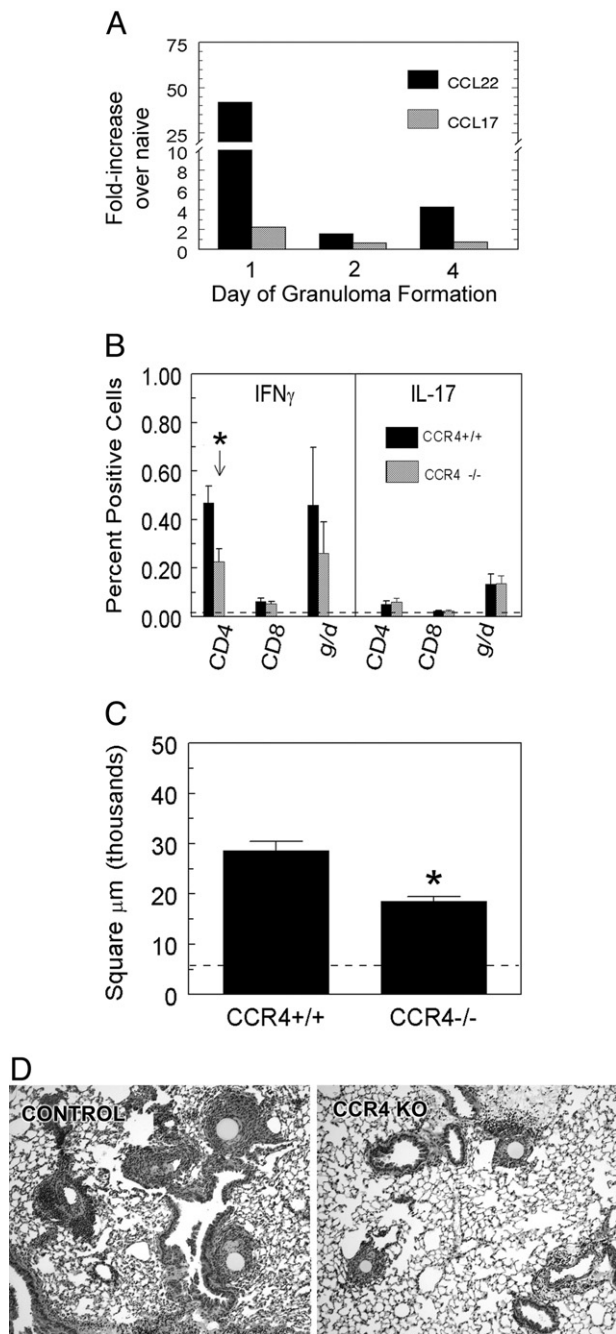 A
Fold-increase
over naive
75
50
25
10
8
6
4
2
0
CCL22
CCL17
1 2 4
Day of Granuloma Formation
B
Percent Positive Cells
1.00
0.80
0.60
0.40
0.20
0.00
IFNγ
IL-17
*
CCR4+/+
CCR4 -/-
CD4 CD8 g/d CD4 CD8 g/d
C
Square μm (thousands)
50
40
30
20
10
0
*
CCR4+/+ CCR4-/-
D
CONTROL
CCR4 KO